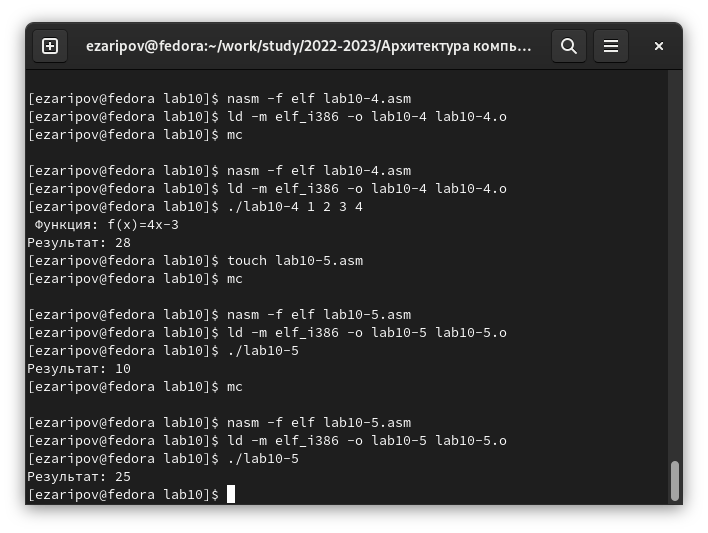 ezaripov@fedora:~/work/study/2022-2023/Архитектура компь...
[ezaripov@fedora lab10]$ nasm -f elf lab10-4.asm
[ezaripov@fedora lab10]$ ld -m elf_i386 -o lab10-4 lab10-4.o
[ezaripov@fedora lab10]$ mc
[ezaripov@fedora lab10]$ nasm -f elf lab10-4.asm
[ezaripov@fedora lab10]$ ld -m elf_i386 -o lab10-4 lab10-4.o
[ezaripov@fedora lab10]$ ./lab10-4 1 2 3 4
Функция: f(x)=4x-3
Результат: 28
[ezaripov@fedora lab10]$ touch lab10-5.asm
[ezaripov@fedora lab10]$ mc
[ezaripov@fedora lab10]$ nasm -f elf lab10-5.asm
[ezaripov@fedora lab10]$ ld -m elf_i386 -o lab10-5 lab10-5.o
[ezaripov@fedora lab10]$ ./lab10-5
Результат: 10
[ezaripov@fedora lab10]$ mc
[ezaripov@fedora lab10]$ nasm -f elf lab10-5.asm
[ezaripov@fedora lab10]$ ld -m elf_i386 -o lab10-5 lab10-5.o
[ezaripov@fedora lab10]$ ./lab10-5
Результат: 25
[ezaripov@fedora lab10]$